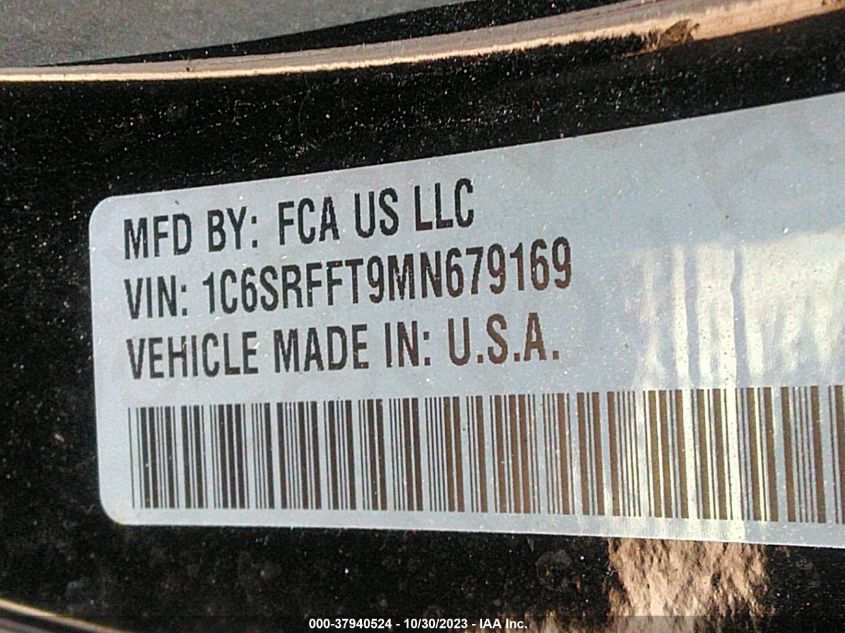 MFD BY: FCA US LLC
VIN: 1C6SRFFT9MN679169
VEHICLE MADE IN: U.S.A.
000-37940524 - 10/30/2023 - IAA Inc.